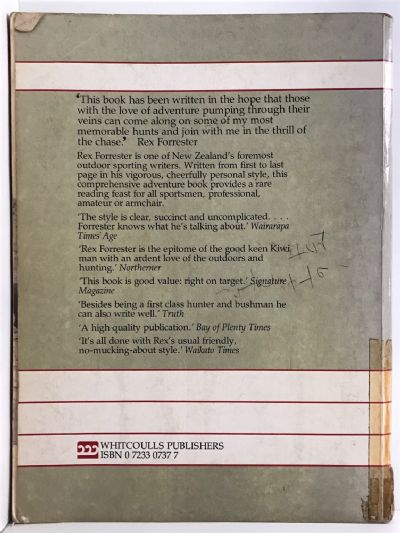 ‘This book has been written in the hope that those
with the love of adventure pumping through their
veins can come along on some of my most
memorable hunts and join with me in the thrill of
the chase.’ Rex Forrester
Rex Forrester is one of New Zealand's foremost
outdoor sporting writers. Written from first to last
page in his vigorous, cheerfully personal style, this
comprehensive adventure book provides a rare
reading feast for all sportsmen, professional,
amateur or armchair.
‘The style is clear, succinct and uncomplicated. . . .
Forrester knows what he's talking about.’ Wairarapa
Times' Age
‘Rex Forrester is the epitome of the good keen Kiwi
man with an ardent love of the outdoors and
hunting.’ Northerner
‘This book is good value: right on target.’ Signature
Magazine
‘Besides being a first class hunter and bushman he
can also write well.’ Truth
‘A high quality publication.’ Bay of Plenty Times
‘It's all done with Rex's usual friendly,
no-mucking-about style.’ Waikato Times
WHITCOULLS PUBLISHERS
ISBN 0 7233 0737 7